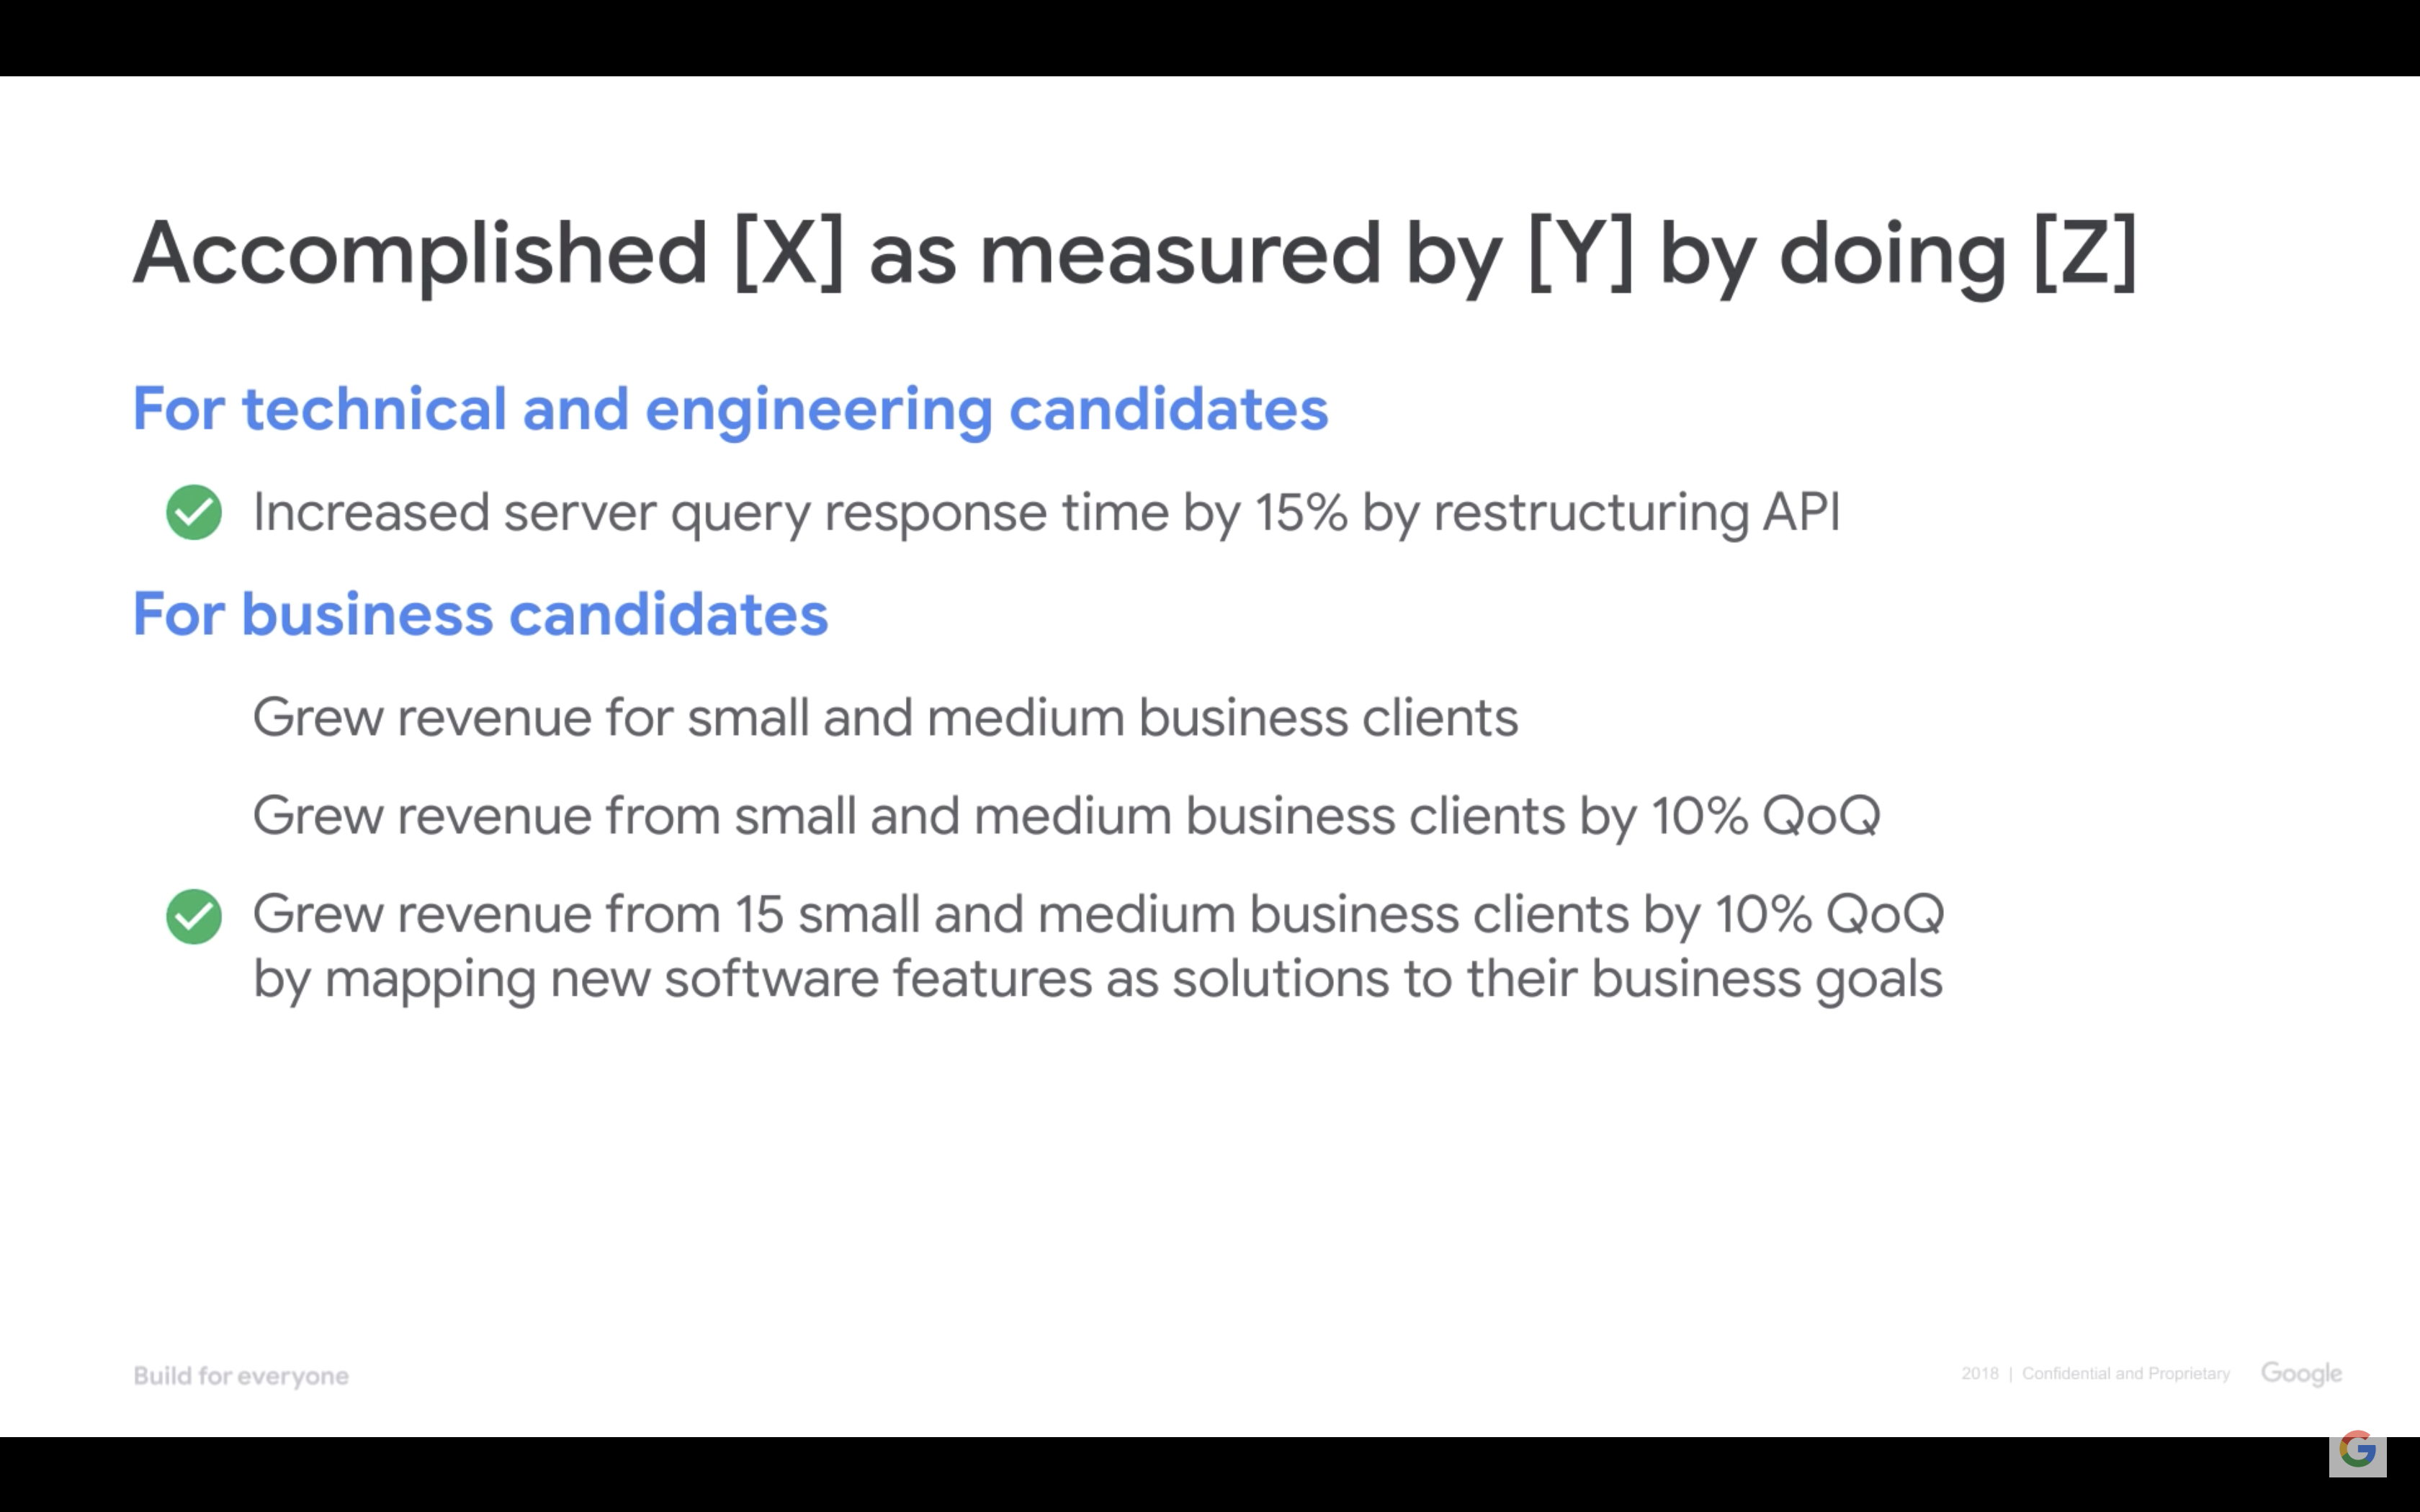 Accomplished [X] as measured by [Y] by doing [Z]
For technical and engineering candidates
Increased server query response time by 15% by restructuring API
For business candidates
Grew revenue for small and medium business clients
Grew revenue from small and medium business clients by 10% QoQ
Grew revenue from 15 small and medium business clients by 10% QoQ
by mapping new software features as solutions to their business goals
Build for everyone
2018 | Confidential and Proprietary Google
G